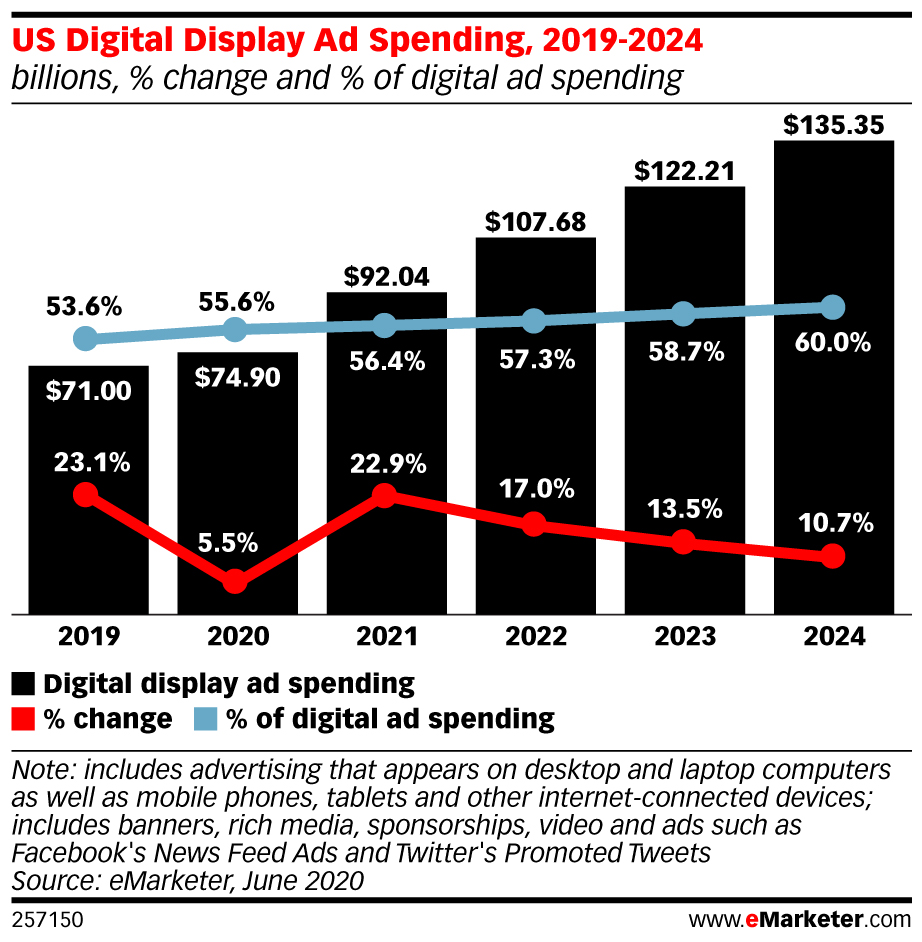 US Digital Display Ad Spending, 2019-2024
billions, % change and % of digital ad spending
$135.35
$122.21
$107.68
$92.04
53.6%
55.6%
56.4%
57.3%
58.7%
60.0%
$71.00
$74.90
23.1%
5.5%
22.9%
17.0%
13.5%
10.7%
2019 2020 2021 2022 2023 2024
Digital display ad spending
% change % of digital ad spending
Note: includes advertising that appears on desktop and laptop computers
as well as mobile phones, tablets and other internet-connected devices;
includes banners, rich media, sponsorships, video and ads such as
Facebook's News Feed Ads and Twitter's Promoted Tweets
Source: eMarketer, June 2020
257150 www.eMarketer.com